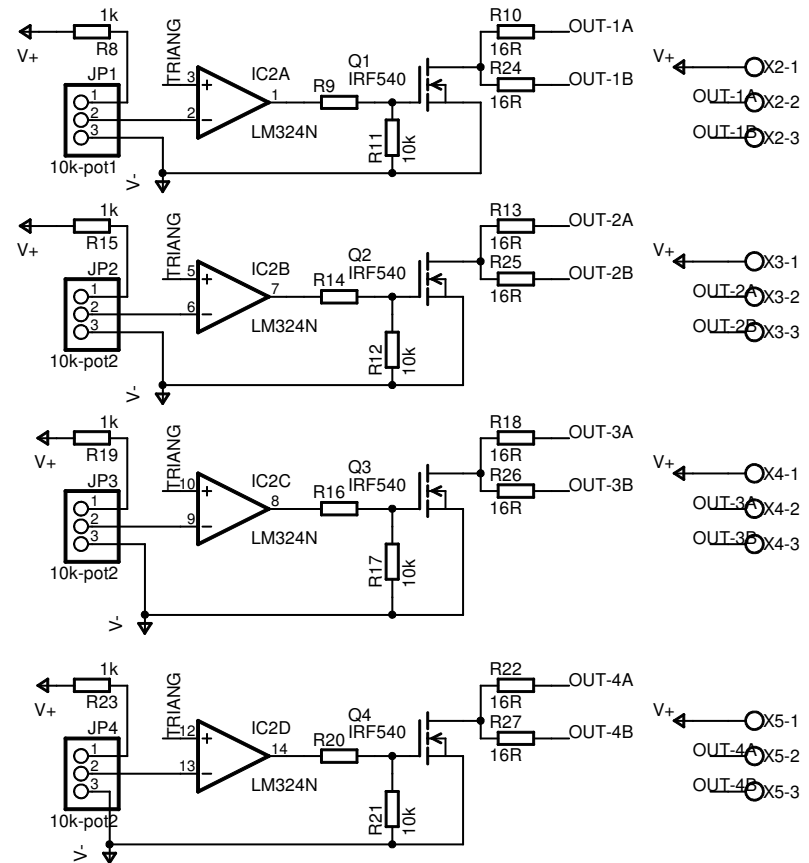 1k
V+
R8
JP1
1
2
3
10k-pot1
V-
TRIANG
3
2
+
−
IC2A
1
LM324N
R9
Q1
IRF540
R11
10k
R10
16R
R24
16R
OUT-1A
OUT-1B
V+
X2-1
OUT-1A
X2-2
OUT-1B
X2-3
1k
V+
R15
JP2
1
2
3
10k-pot2
V-
TRIANG
5
6
+
−
IC2B
7
LM324N
R14
Q2
IRF540
R12
10k
R13
16R
R25
16R
OUT-2A
OUT-2B
V+
X3-1
OUT-2A
X3-2
OUT-2B
X3-3
1k
V+
R19
JP3
1
2
3
10k-pot2
V-
TRIANG
10
9
+
−
IC2C
8
LM324N
R16
Q3
IRF540
R17
10k
R18
16R
R26
16R
OUT-3A
OUT-3B
V+
X4-1
OUT-3A
X4-2
OUT-3B
X4-3
1k
V+
R23
JP4
1
2
3
10k-pot2
V-
TRIANG
12
13
+
−
IC2D
14
LM324N
R20
Q4
IRF540
R21
10k
R22
16R
R27
16R
OUT-4A
OUT-4B
V+
X5-1
OUT-4A
X5-2
OUT-4B
X5-3